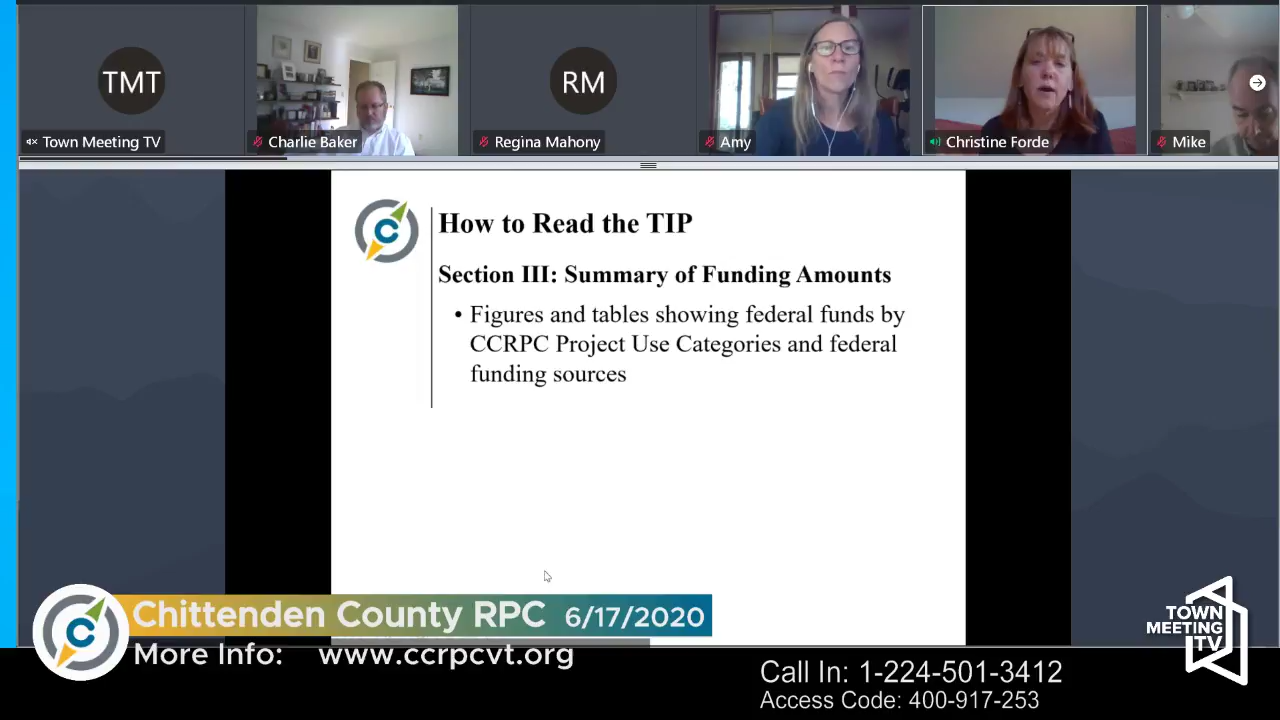 TMT
RM
Town Meeting TV
Charlie Baker
Regina Mahony
Amy
Christine Forde
Mike
C
How to Read the TIP
Section III: Summary of Funding Amounts
• Figures and tables showing federal funds by
CCRPC Project Use Categories and federal
funding sources
C
Chittenden County RPC 6/17/2020
More Info: www.ccrpcvt.org
Call In: 1-224-501-3412
Access Code: 400-917-253
TOWN
MEETING
TV